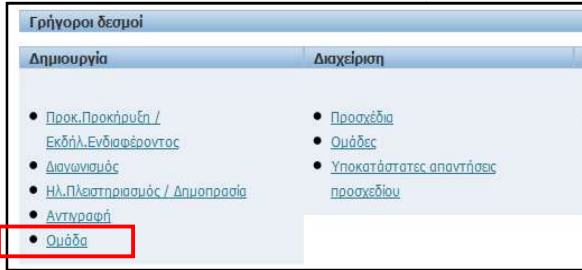 Γρήγοροι δεσμοί
Δημιουργία
Διαχείριση
Προκ.Προκήρυξη /
Εκδήλ.Ενδιαφέροντος
Διαγωνισμός
Ηλ.Πλειστηριασμός / Δημοπρασία
Αντιγραφή
Ομάδα
Προσχέδια
Ομάδες
Υποκατάστατες απαντήσεις
προσχεδίου